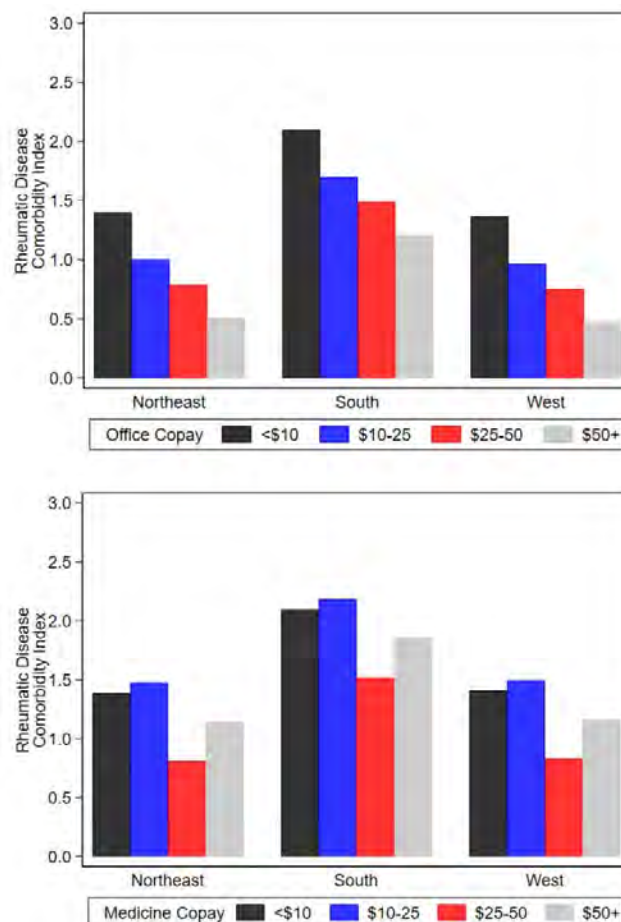 3.0
2.5
2.0
1.5
1.0
0.5
0.0
Rheumatic Disease
Comorbidity Index
Northeast South West
Office Copay <$10 $10-25 $25-50 $50+
3.0
2.5
2.0
1.5
1.0
0.5
0.0
Rheumatic Disease
Comorbidity Index
Northeast South West
Medicine Copay <$10 $10-25 $25-50 $50+